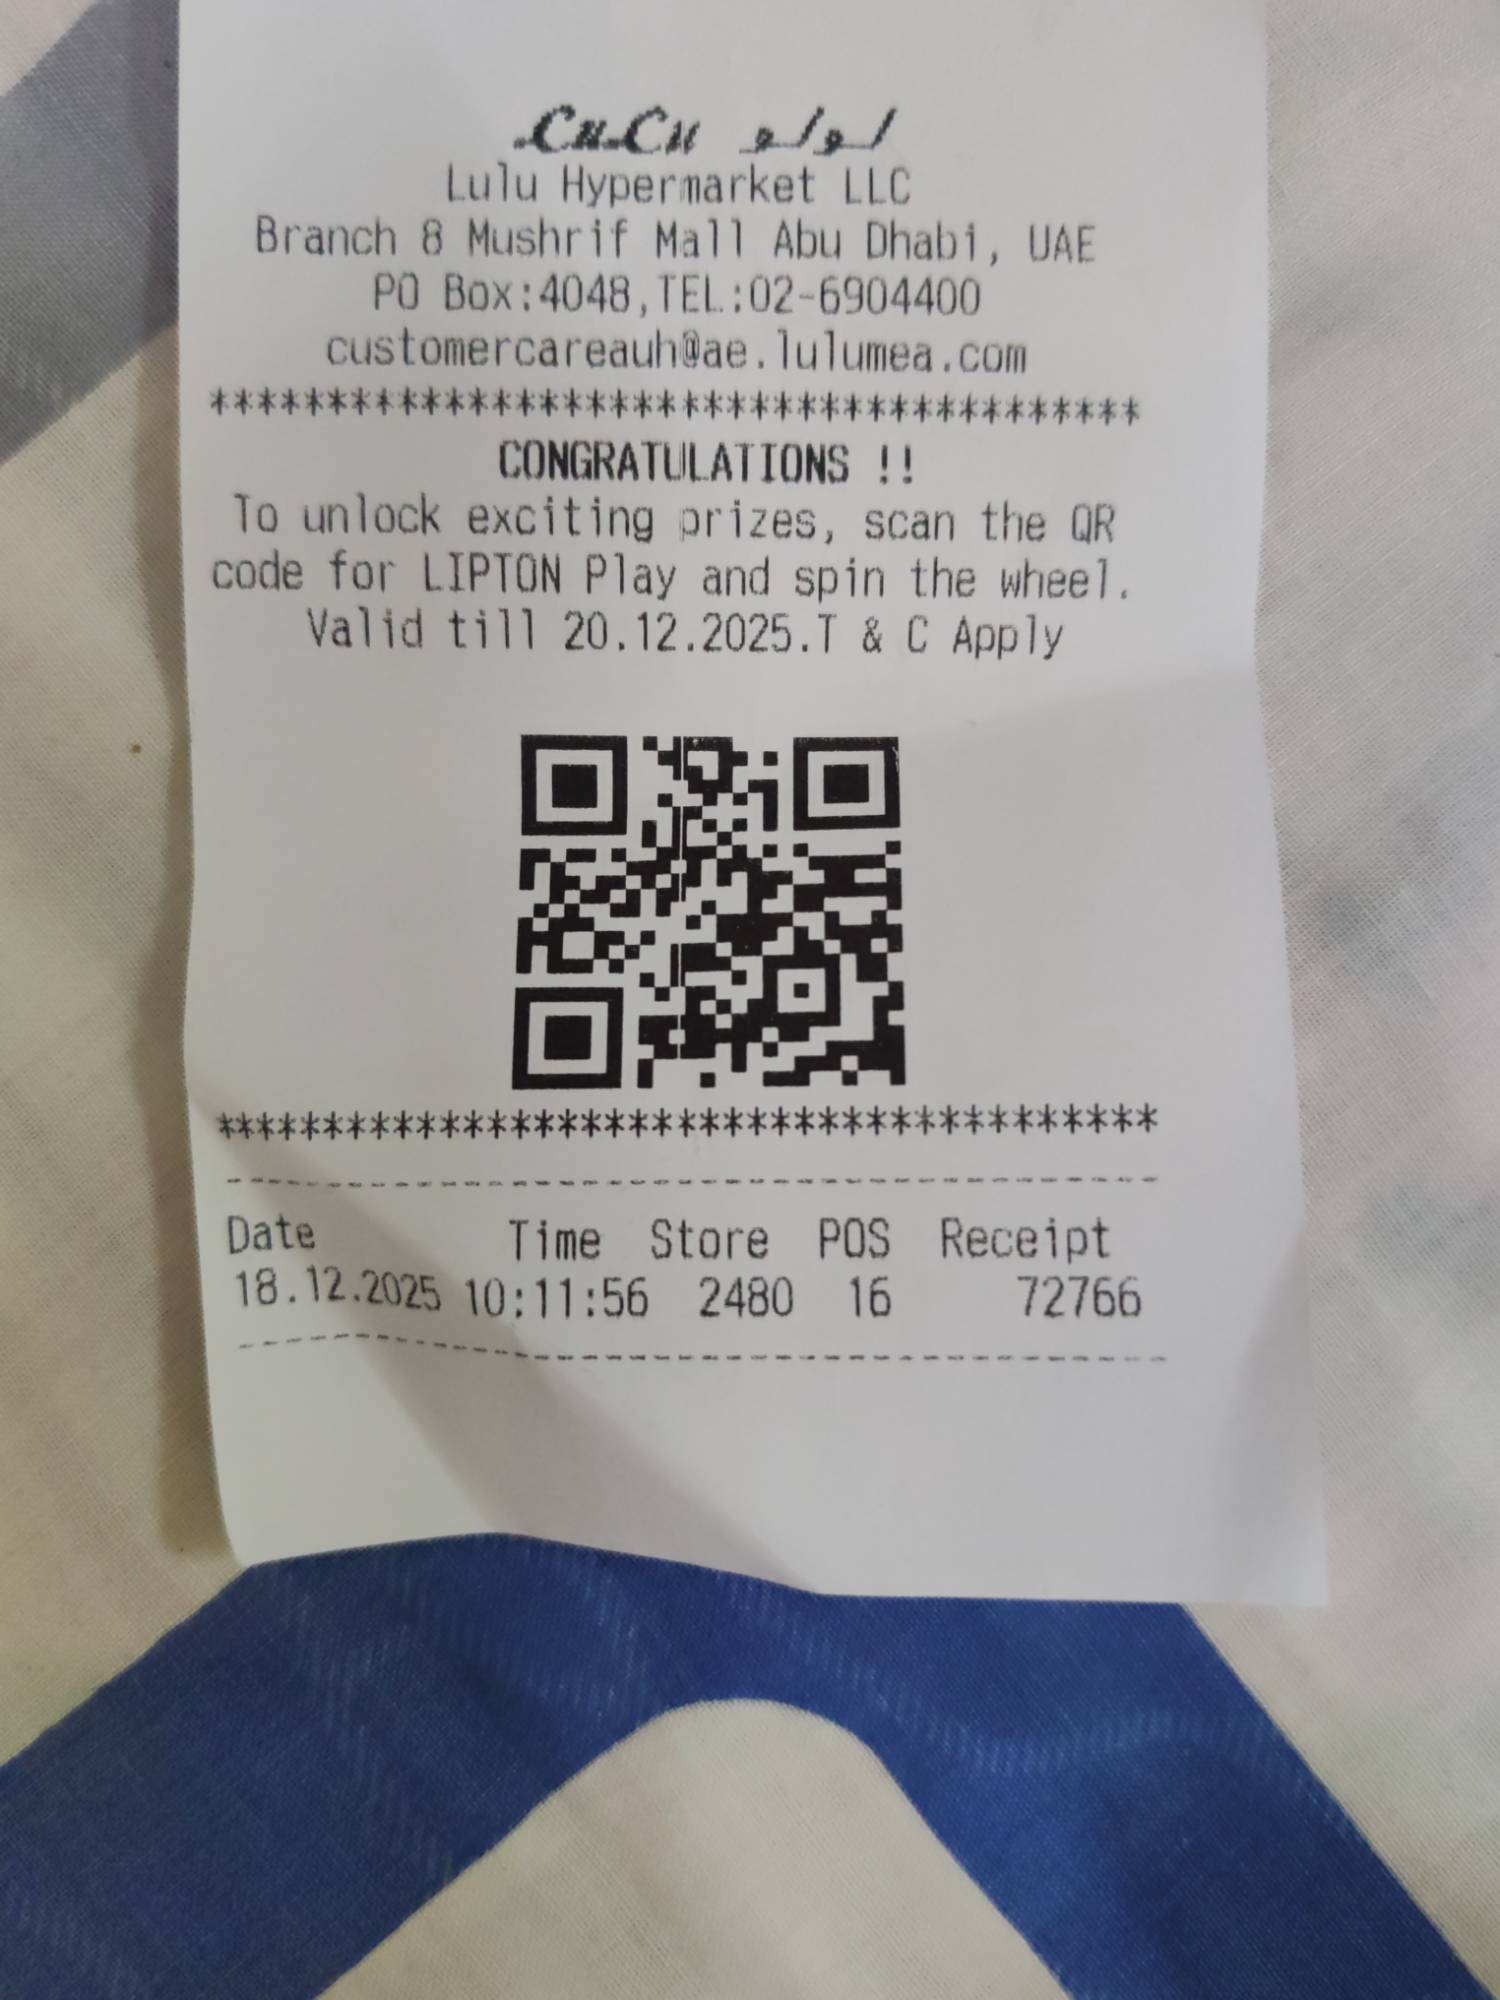 LuLu لولو
Lulu Hypermarket LLC
Branch 8 Mushrif Mall Abu Dhabi, UAE
PO Box:4048,TEL:02-6904400
customercareauh@ae.lulumea.com
****************************************
CONGRATULATIONS !!
To unlock exciting prizes, scan the QR
code for LIPTON Play and spin the wheel.
Valid till 20.12.2025.T & C Apply
****************************************
----------------------------------------
Date Time Store POS Receipt
18.12.2025 10:11:56 2480 16 72766
----------------------------------------